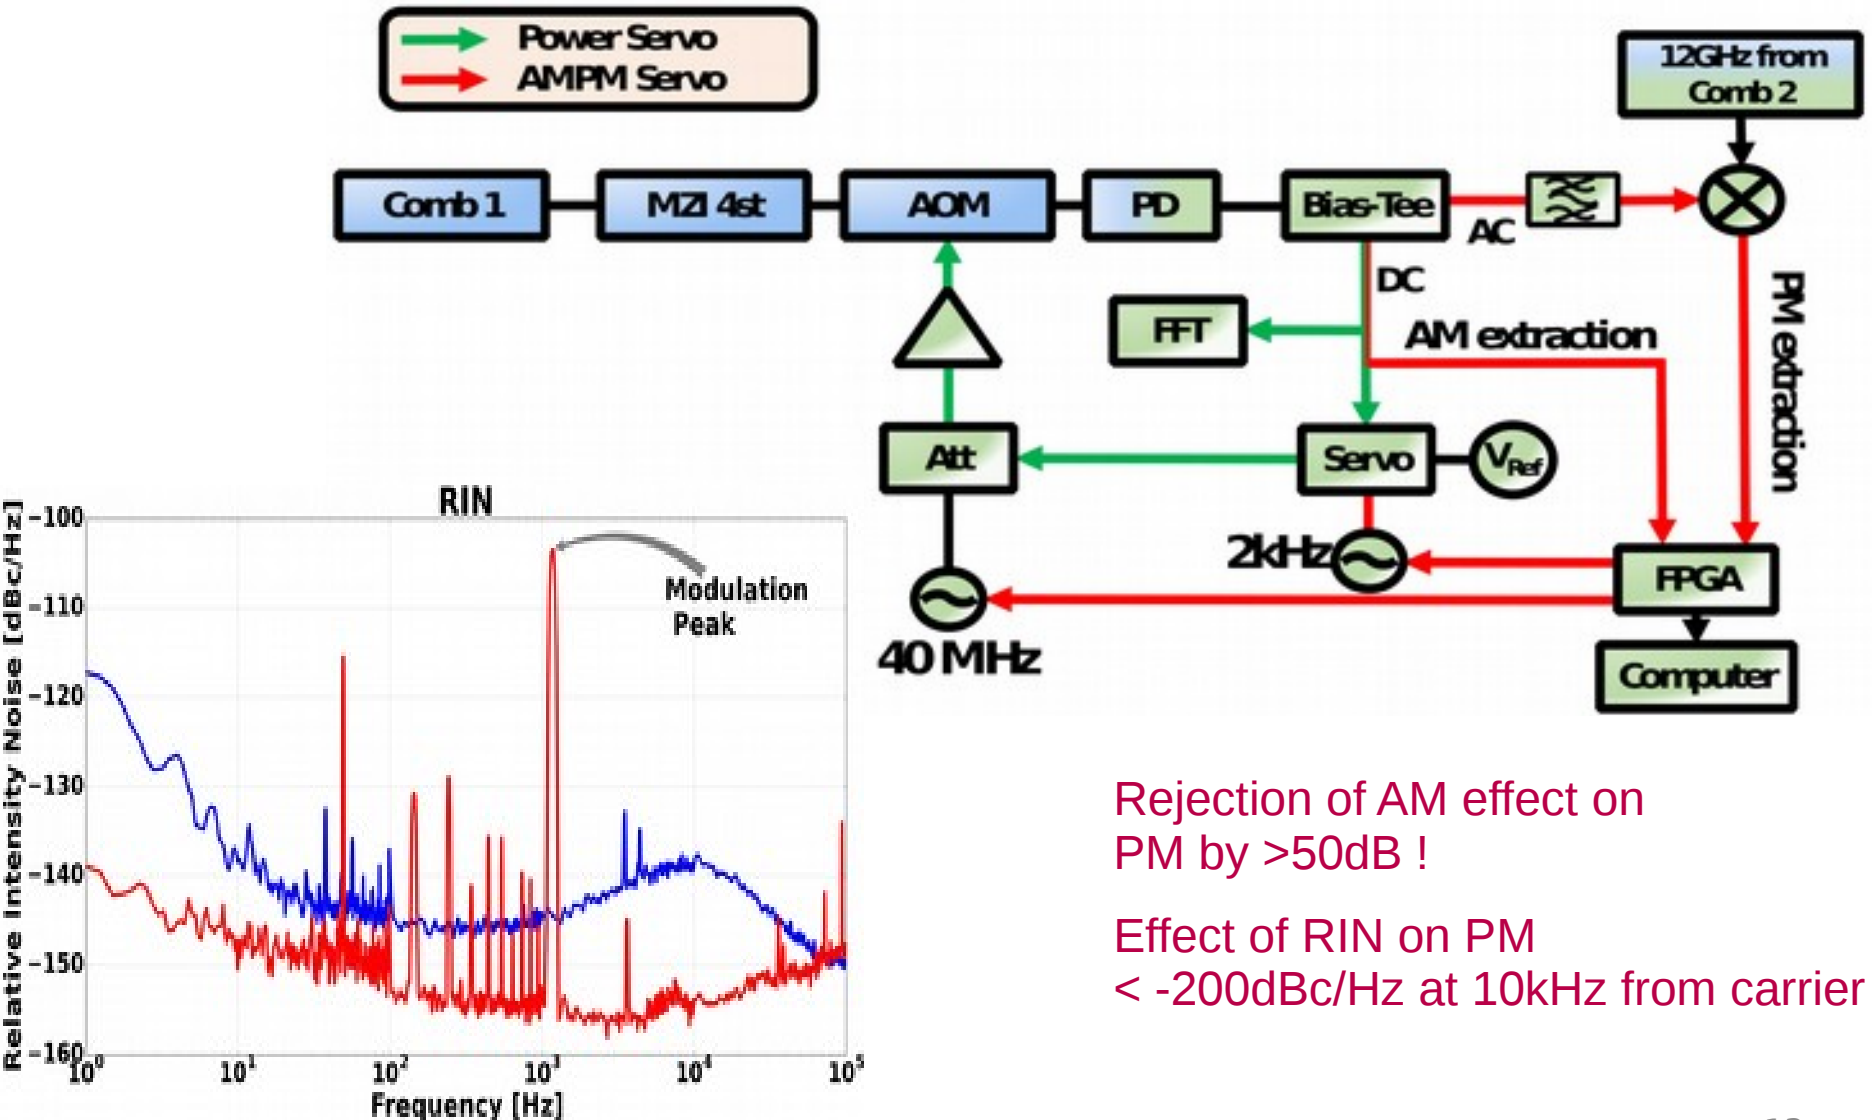 Power Servo
AMPM Servo
12GHz from
Comb 2
Comb 1
MZI 4st
AOM
PD
Bias-Tee
AC
DC
FFT
AM extraction
PM extraction
Att
Servo
VRef
2kHz
FPGA
40 MHz
Computer
RIN
Relative Intensity Noise [dBc/Hz]
−100
−110
−120
−130
−140
−150
−160
Modulation
Peak
10⁰ 10¹ 10² 10³ 10⁴ 10⁵
Frequency [Hz]
Rejection of AM effect on
PM by >50dB !
Effect of RIN on PM
< -200dBc/Hz at 10kHz from carrier